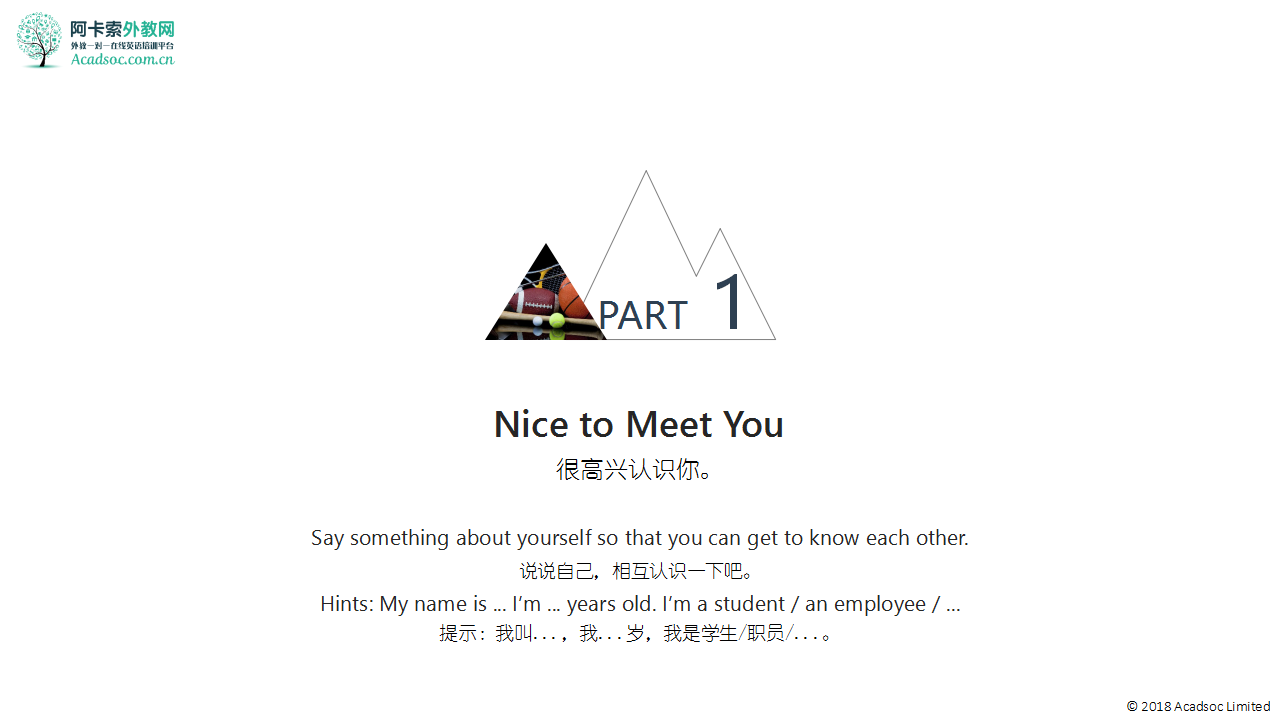 阿卡索外教网
外教一对一在线英语培训平台
Acadsoc.com.cn
PART 1
Nice to Meet You
很高兴认识你。
Say something about yourself so that you can get to know each other.
说说自己，相互认识一下吧。
Hints: My name is ... I’m ... years old. I’m a student / an employee / ...
提示：我叫...，我...岁，我是学生/职员/...。
© 2018 Acadsoc Limited